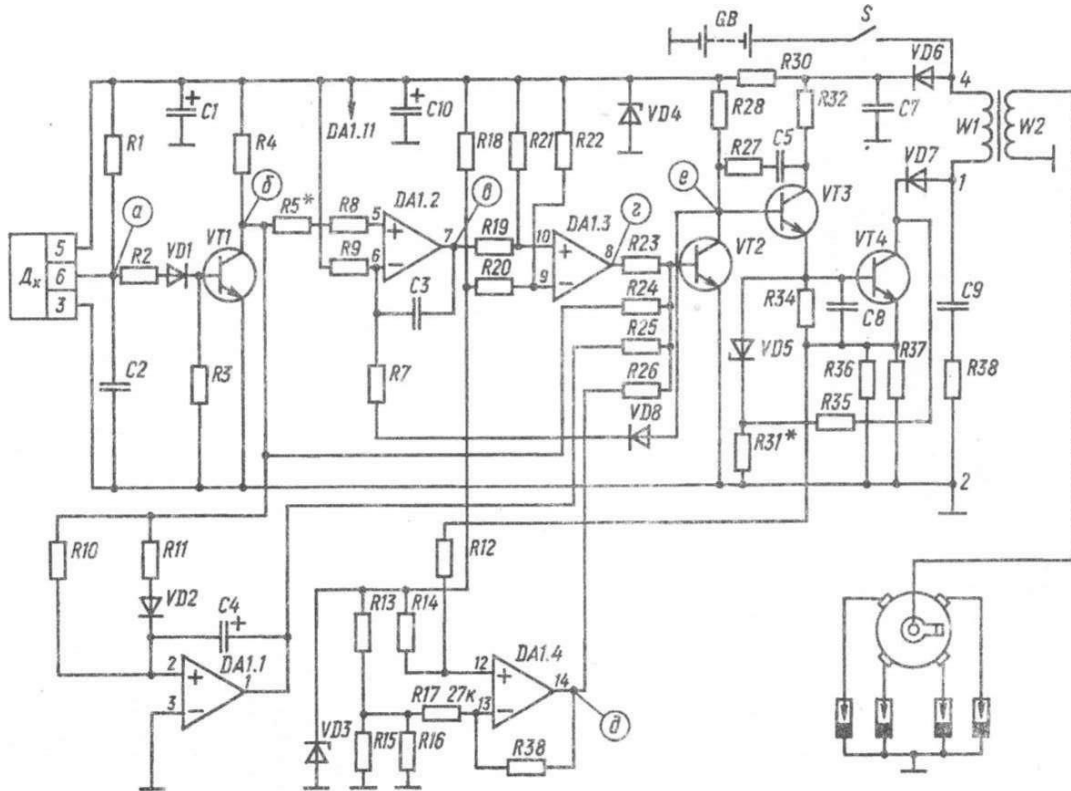 GB
S
R30
VD6
4
C1
DA1.11
C10
R28
R32
C7
VD4
W1
W2
R1
R4
R18
R21
R22
R27
C5
VD7
1
а
б
в
г
е
5
6
3
Дх
R2
VD1
VT1
R5*
R8
5
DA1.2
7
R9
6
R19
10
DA1.3
8
R23
R20
9
VT2
VT3
VT4
C3
R24
R34
C8
C9
C2
R3
R7
R25
R26
VD8
VD5
R36
R37
R38
R35
R31*
2
R10
R11
R12
VD2
C4
R13
R14
2
DA1.1
1
3
12
DA1.4
14
R17 27к
13
д
VD3
R15
R16
R38